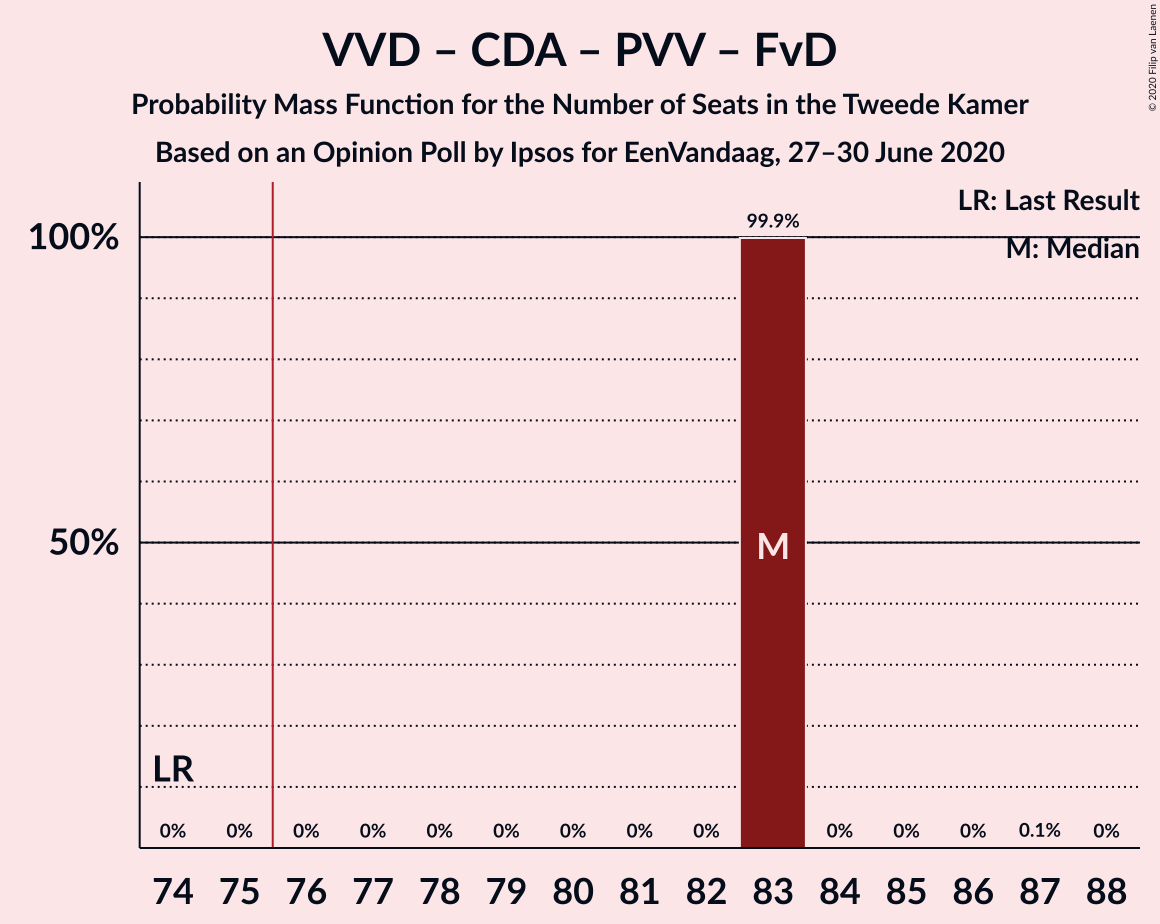 VVD – CDA – PVV – FvD
Probability Mass Function for the Number of Seats in the Tweede Kamer
Based on an Opinion Poll by Ipsos for EenVandaag, 27–30 June 2020
© 2020 Filip van Laenen
LR: Last Result
M: Median
99.9%
100%
50%
M
LR
0% 0% 0% 0% 0% 0% 0% 0% 0% 0% 0% 0% 0.1% 0%
74 75 76 77 78 79 80 81 82 83 84 85 86 87 88